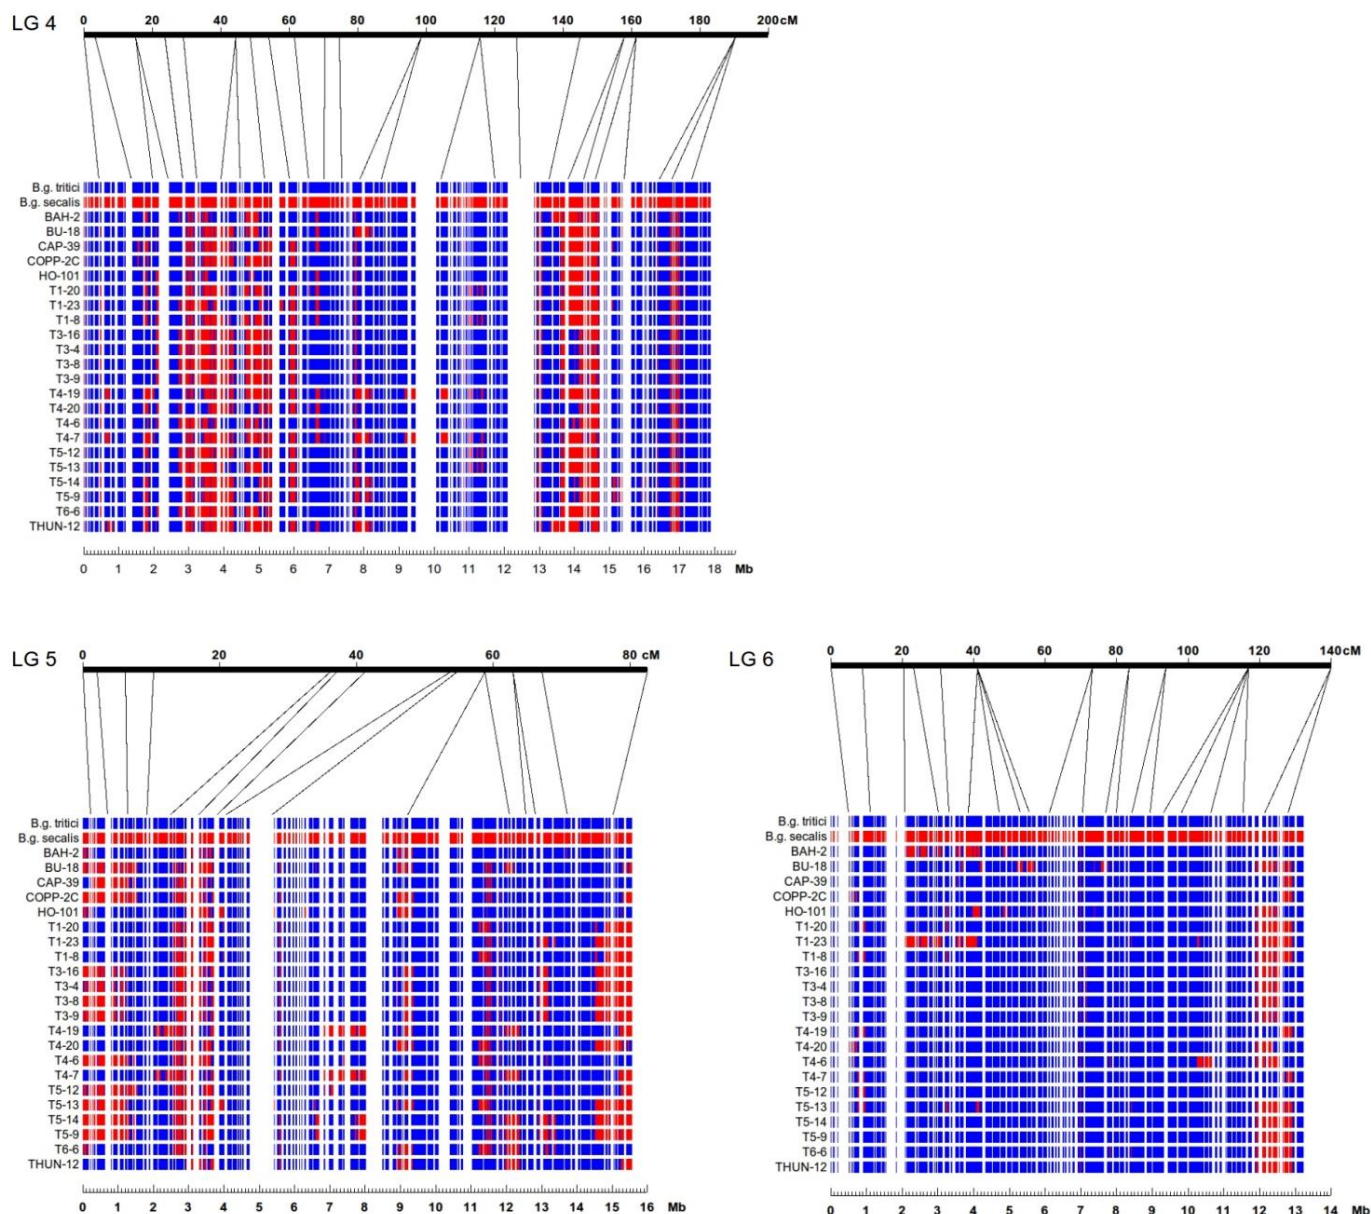 LG 4
0 20 40 60 80 100 120 140 160 180 200 cM
B.g. tritici
B.g. secalis
BAH-2
BU-18
CAP-39
COPP-2C
HO-101
T1-20
T1-23
T1-8
T3-16
T3-4
T3-8
T3-9
T4-19
T4-20
T4-6
T4-7
T5-12
T5-13
T5-14
T5-9
T6-6
THUN-12
0 1 2 3 4 5 6 7 8 9 10 11 12 13 14 15 16 17 18 Mb
LG 5
0 20 40 60 80 cM
B.g. tritici
B.g. secalis
BAH-2
BU-18
CAP-39
COPP-2C
HO-101
T1-20
T1-23
T1-8
T3-16
T3-4
T3-8
T3-9
T4-19
T4-20
T4-6
T4-7
T5-12
T5-13
T5-14
T5-9
T6-6
THUN-12
0 1 2 3 4 5 6 7 8 9 10 11 12 13 14 15 16 Mb
LG 6
0 20 40 60 80 100 120 140 cM
B.g. tritici
B.g. secalis
BAH-2
BU-18
CAP-39
COPP-2C
HO-101
T1-20
T1-23
T1-8
T3-16
T3-4
T3-8
T3-9
T4-19
T4-20
T4-6
T4-7
T5-12
T5-13
T5-14
T5-9
T6-6
THUN-12
0 1 2 3 4 5 6 7 8 9 10 11 12 13 14 Mb